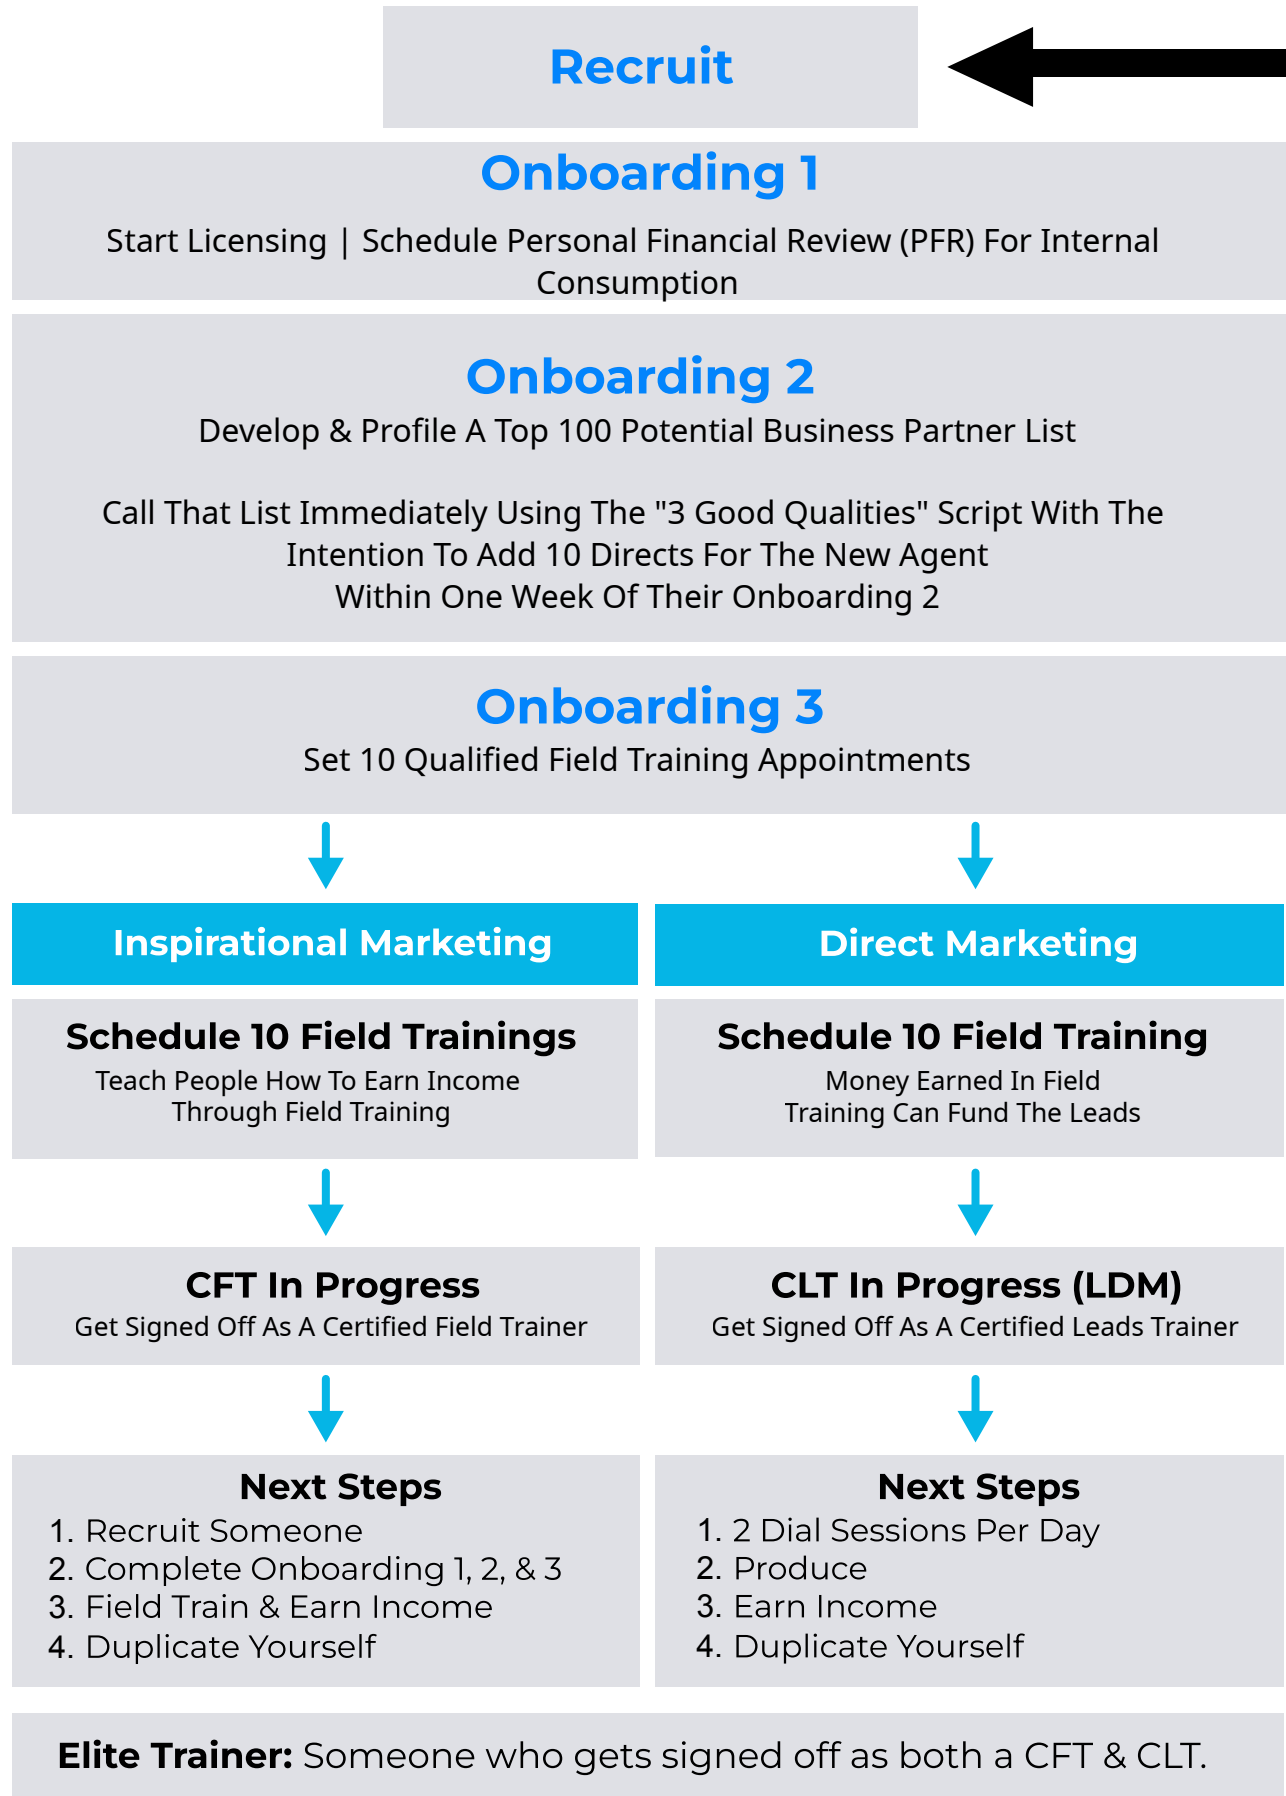 Recruit
Onboarding 1
Start Licensing | Schedule Personal Financial Review (PFR) For Internal
Consumption
Onboarding 2
Develop & Profile A Top 100 Potential Business Partner List
Call That List Immediately Using The "3 Good Qualities" Script With The
Intention To Add 10 Directs For The New Agent
Within One Week Of Their Onboarding 2
Onboarding 3
Set 10 Qualified Field Training Appointments
Inspirational Marketing
Schedule 10 Field Trainings
Teach People How To Earn Income
Through Field Training
CFT In Progress
Get Signed Off As A Certified Field Trainer
Next Steps
1. Recruit Someone
2. Complete Onboarding 1, 2, & 3
3. Field Train & Earn Income
4. Duplicate Yourself
Direct Marketing
Schedule 10 Field Training
Money Earned In Field
Training Can Fund The Leads
CLT In Progress (LDM)
Get Signed Off As A Certified Leads Trainer
Next Steps
1. 2 Dial Sessions Per Day
2. Produce
3. Earn Income
4. Duplicate Yourself
Elite Trainer: Someone who gets signed off as both a CFT & CLT.